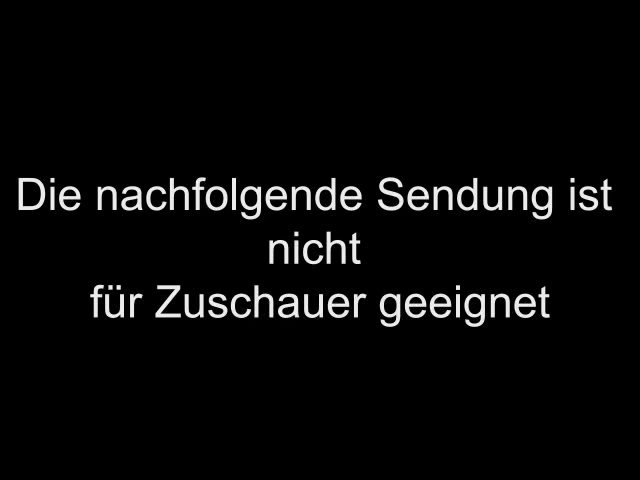 Die nachfolgende Sendung ist
nicht
für Zuschauer geeignet